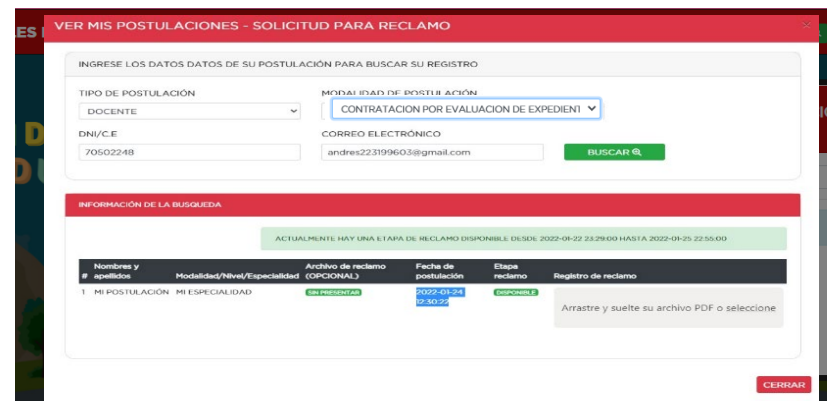 VER MIS POSTULACIONES - SOLICITUD PARA RECLAMO
INGRESE LOS DATOS DATOS DE SU POSTULACIÓN PARA BUSCAR SU REGISTRO
TIPO DE POSTULACIÓN MODALIDAD DE POSTULACIÓN
DOCENTE CONTRATACION POR EVALUACION DE EXPEDIENT
DNI/C.E CORREO ELECTRÓNICO
70502248 andres223199603@gmail.com BUSCAR
INFORMACIÓN DE LA BUSQUEDA
ACTUALMENTE HAY UNA ETAPA DE RECLAMO DISPONIBLE DESDE 2022-01-22 23:29:00 HASTA 2022-01-25 22:55:00
# Nombres y apellidos Modalidad/Nivel/Especialidad Archivo de reclamo (OPCIONAL) Fecha de postulación Etapa reclamo Registro de reclamo
1 MI POSTULACIÓN MI ESPECIALIDAD SIN PRESENTAR 2022-01-24 12:30:22 DISPONIBLE Arrastre y suelte su archivo PDF o seleccione
CERRAR